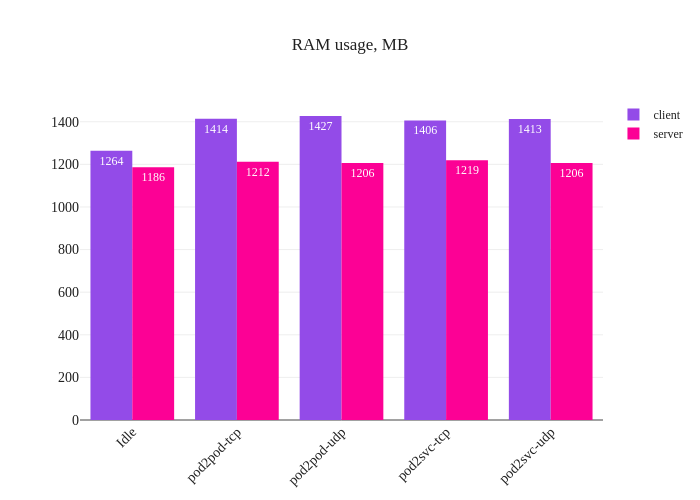 RAM usage, MB
client
server
1400
1200
1000
800
600
400
200
0
1264
1186
1414
1212
1427
1206
1406
1219
1413
1206
Idle
pod2pod-tcp
pod2pod-udp
pod2svc-tcp
pod2svc-udp